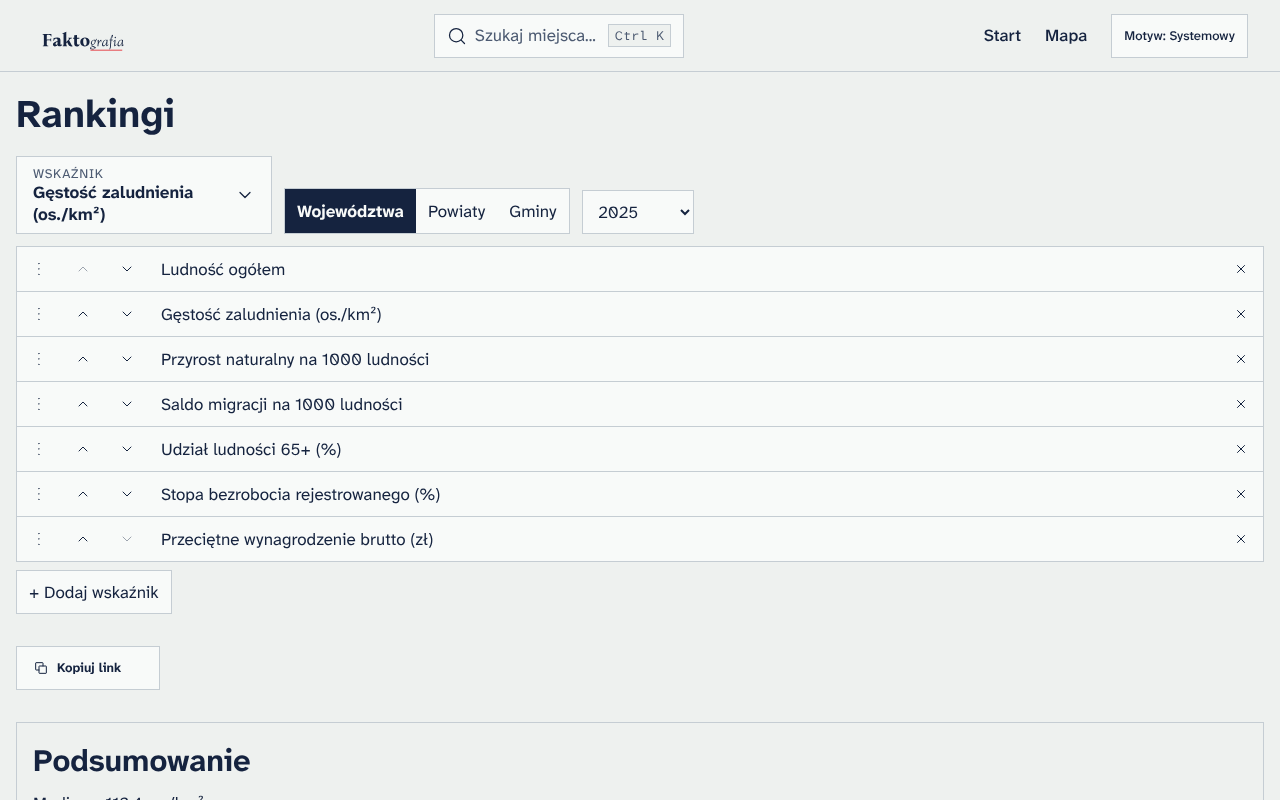 Faktografia
Szukaj miejsca... Ctrl K
Start
Mapa
Motyw: Systemowy
Rankingi
WSKAŹNIK
Gęstość zaludnienia
(os./km²)
Województwa
Powiaty
Gminy
2025
Ludność ogółem
Gęstość zaludnienia (os./km²)
Przyrost naturalny na 1000 ludności
Saldo migracji na 1000 ludności
Udział ludności 65+ (%)
Stopa bezrobocia rejestrowanego (%)
Przeciętne wynagrodzenie brutto (zł)
+ Dodaj wskaźnik
Kopiuj link
Podsumowanie